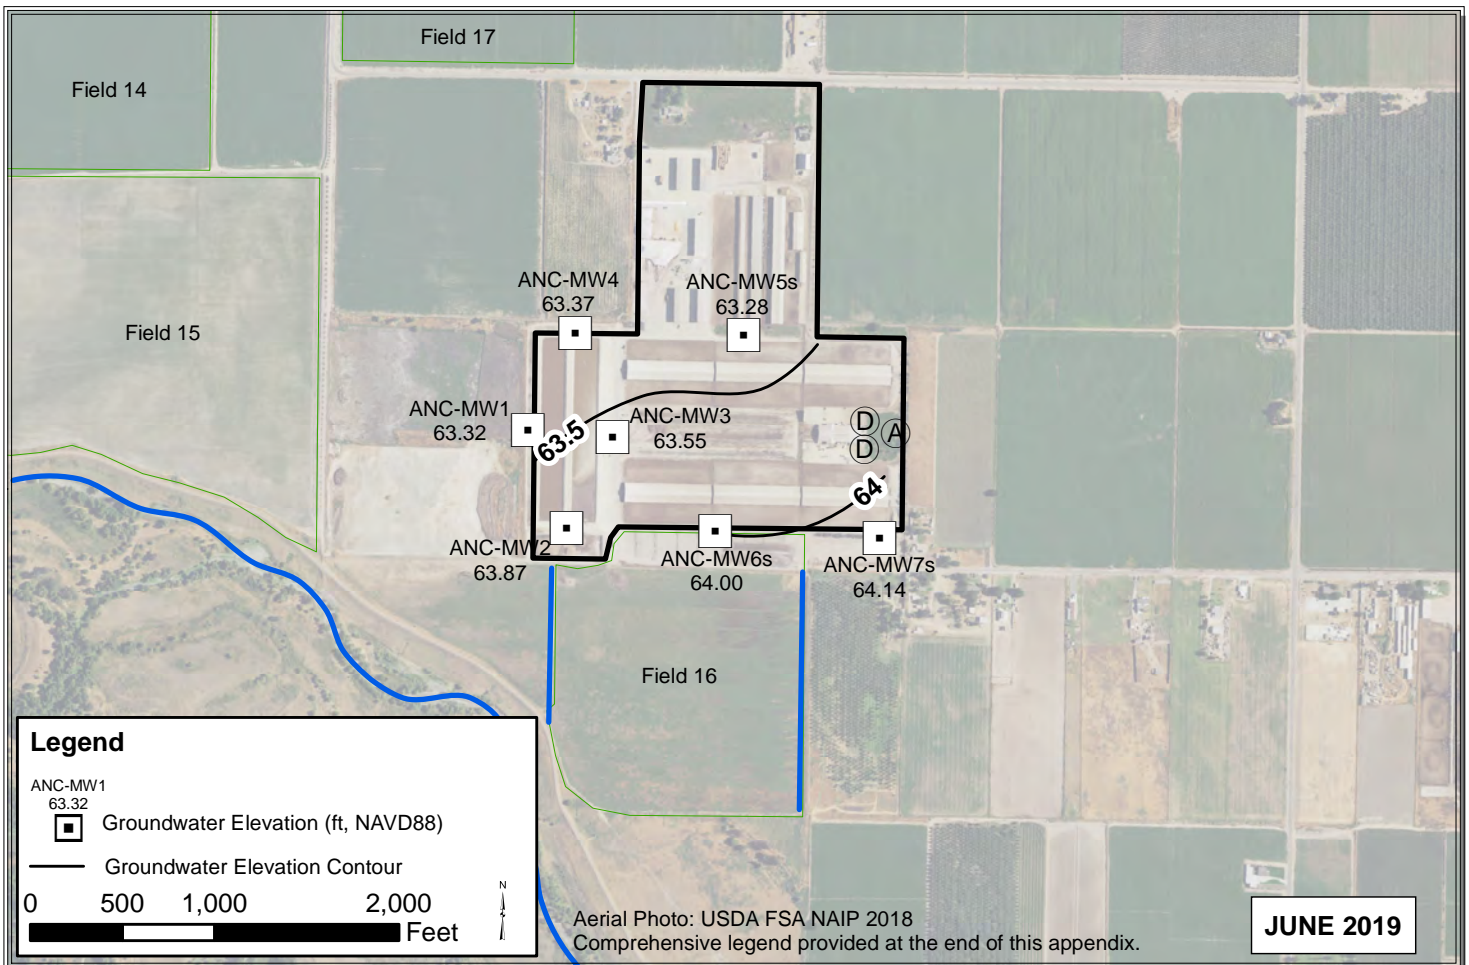 Field 17
Field 14
ANC-MW4
63.37
ANC-MW5s
63.28
Field 15
ANC-MW1
63.32
63.5
ANC-MW3
63.55
D
A
D
64
ANC-MW2
63.87
ANC-MW6s
64.00
ANC-MW7s
64.14
Field 16
Legend
ANC-MW1
63.32
Groundwater Elevation (ft, NAVD88)
Groundwater Elevation Contour
0 500 1,000 2,000
Feet
N
Aerial Photo: USDA FSA NAIP 2018
Comprehensive legend provided at the end of this appendix.
JUNE 2019